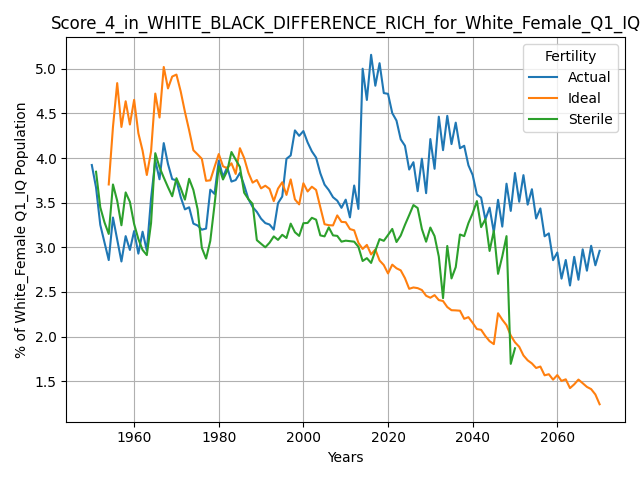 Score_4_in_WHITE_BLACK_DIFFERENCE_RICH_for_White_Female_Q1_IQ
Fertility
Actual
Ideal
Sterile
% of White_Female Q1_IQ Population
5.0
4.5
4.0
3.5
3.0
2.5
2.0
1.5
1960
1980
2000
2020
2040
2060
Years